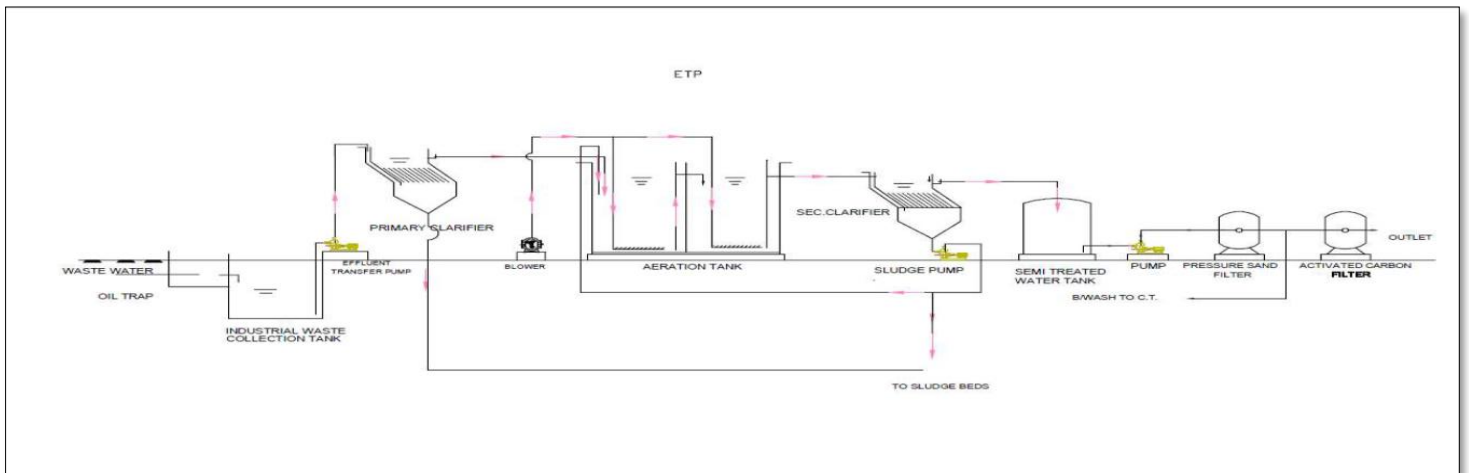 ETP
PRIMARY CLARIFIER
SEC.CLARIFIER
OUTLET
WASTE WATER
EFFLUENT
TRANSFER PUMP
BLOWER
AERATION TANK
SLUDGE PUMP
SEMI TREATED
WATER TANK
PUMP
PRESSURE SAND
FILTER
ACTIVATED CARBON
FILTER
OIL TRAP
B/WASH TO C.T.
INDUSTRIAL WASTE
COLLECTION TANK
TO SLUDGE BEDS